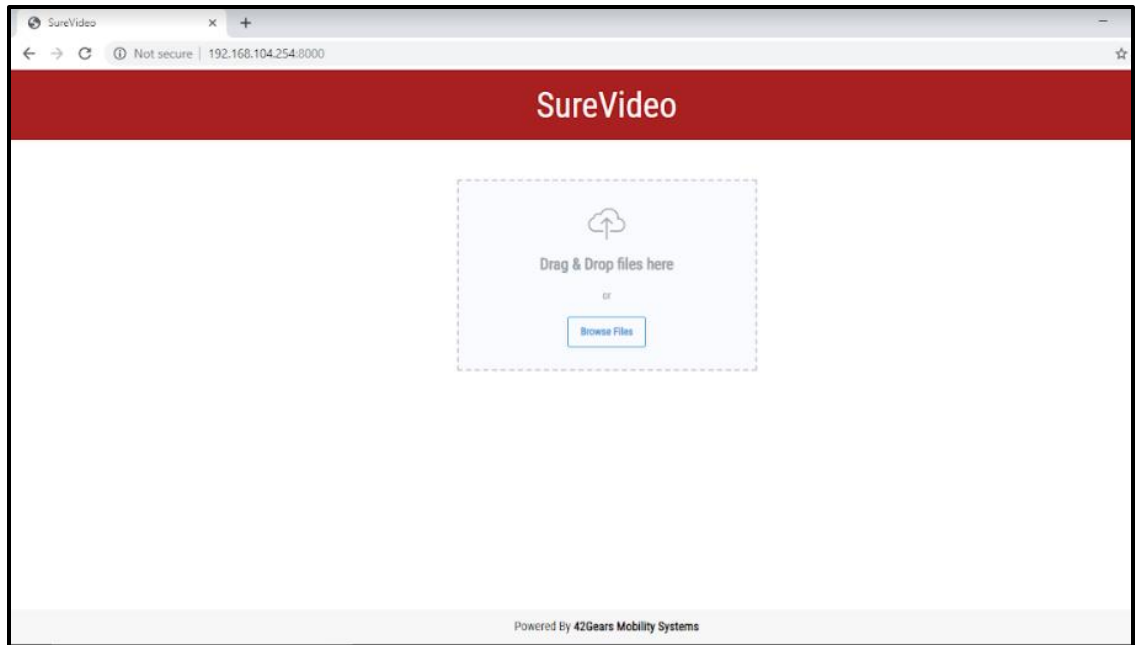 SureVideo
Not secure | 192.168.104.254:8000
SureVideo
Drag & Drop files here
or
Browse Files
Powered By 42Gears Mobility Systems